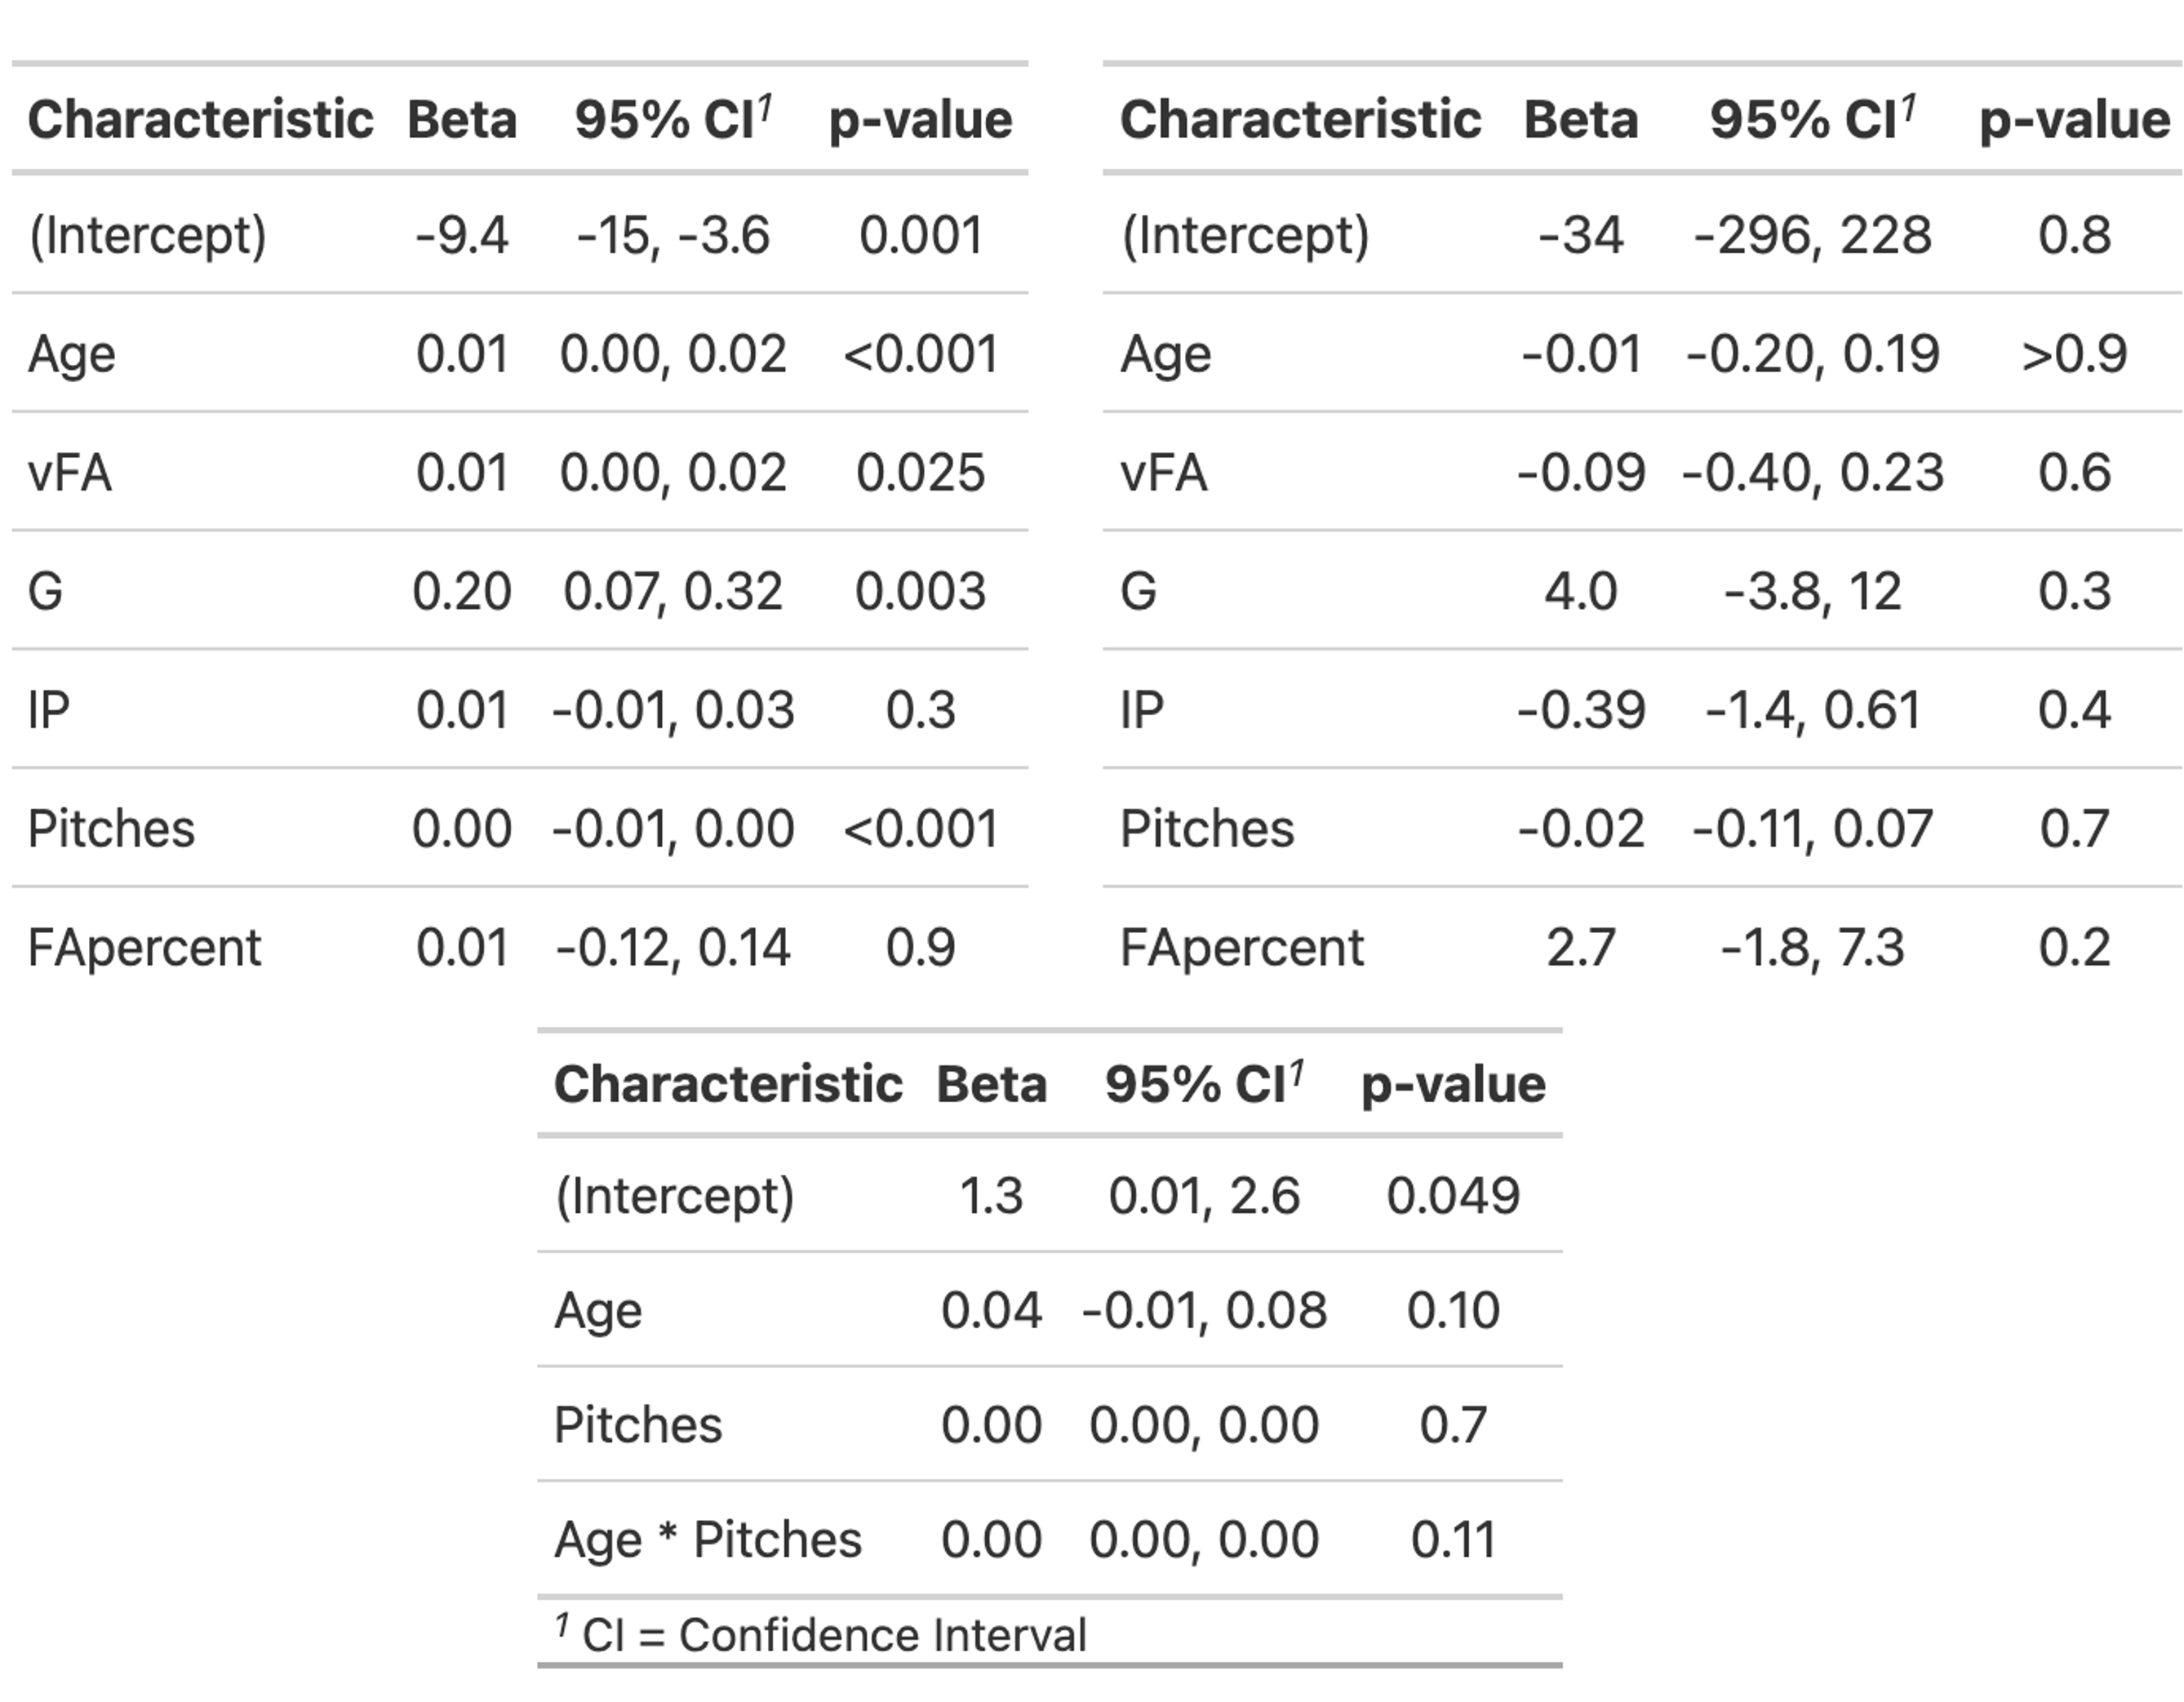 Characteristic Beta 95% CI1 p-value
(Intercept) -9.4 -15, -3.6 0.001
Age 0.01 0.00, 0.02 <0.001
vFA 0.01 0.00, 0.02 0.025
G 0.20 0.07, 0.32 0.003
IP 0.01 -0.01, 0.03 0.3
Pitches 0.00 -0.01, 0.00 <0.001
FApercent 0.01 -0.12, 0.14 0.9
Characteristic Beta 95% CI1 p-value
(Intercept) -34 -296, 228 0.8
Age -0.01 -0.20, 0.19 >0.9
vFA -0.09 -0.40, 0.23 0.6
G 4.0 -3.8, 12 0.3
IP -0.39 -1.4, 0.61 0.4
Pitches -0.02 -0.11, 0.07 0.7
FApercent 2.7 -1.8, 7.3 0.2
Characteristic Beta 95% CI1 p-value
(Intercept) 1.3 0.01, 2.6 0.049
Age 0.04 -0.01, 0.08 0.10
Pitches 0.00 0.00, 0.00 0.7
Age * Pitches 0.00 0.00, 0.00 0.11
1 CI = Confidence Interval